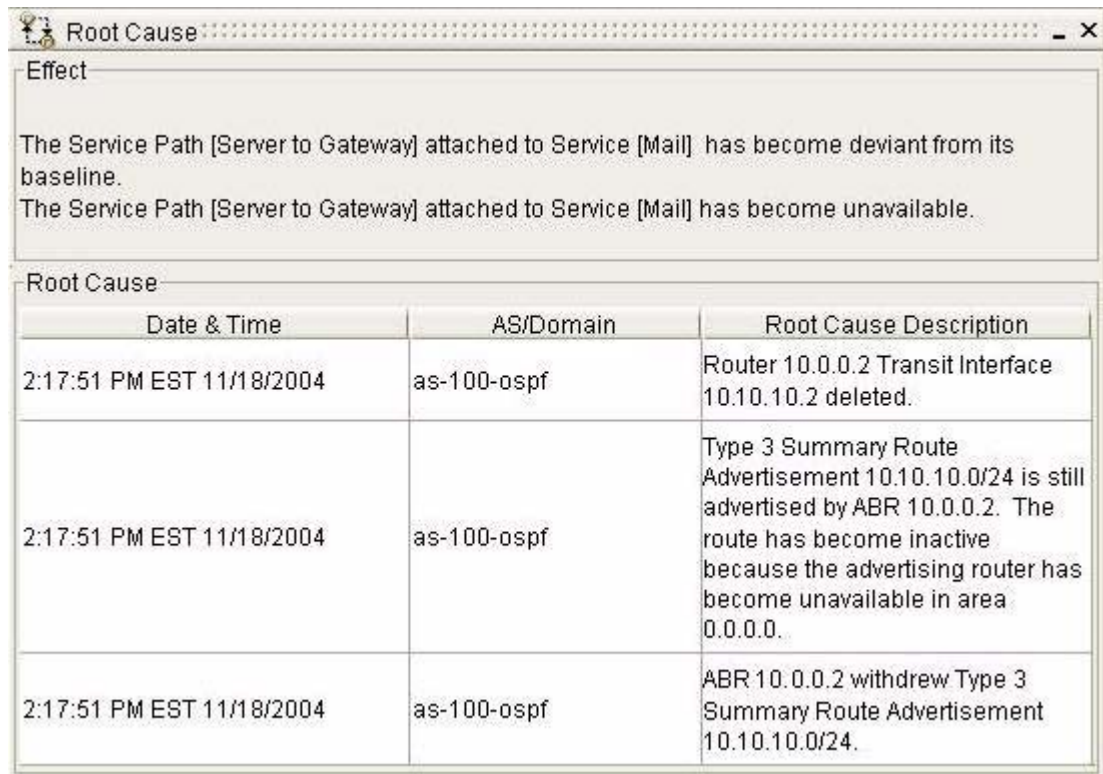 Root Cause
Effect
The Service Path [Server to Gateway] attached to Service [Mail] has become deviant from its
baseline.
The Service Path [Server to Gateway] attached to Service [Mail] has become unavailable.
Root Cause
Date & Time AS/Domain Root Cause Description
2:17:51 PM EST 11/18/2004 as-100-ospf Router 10.0.0.2 Transit Interface
10.10.10.2 deleted.
2:17:51 PM EST 11/18/2004 as-100-ospf Type 3 Summary Route
Advertisement 10.10.10.0/24 is still
advertised by ABR 10.0.0.2. The
route has become inactive
because the advertising router has
become unavailable in area
0.0.0.0.
2:17:51 PM EST 11/18/2004 as-100-ospf ABR 10.0.0.2 withdrew Type 3
Summary Route Advertisement
10.10.10.0/24.